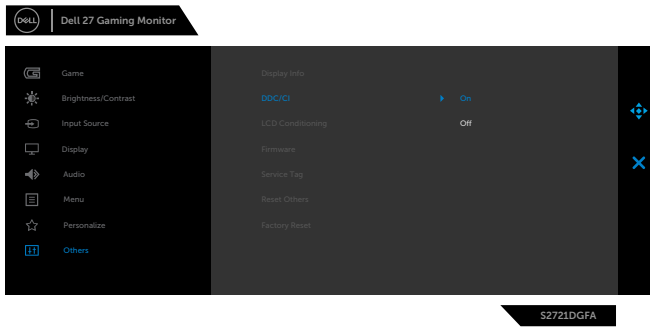 DELL
Dell 27 Gaming Monitor
Game
Brightness/Contrast
Input Source
Display
Audio
Menu
Personalize
Others
Display Info
DDC/CI
LCD Conditioning
Firmware
Service Tag
Reset Others
Factory Reset
On
Off
S2721DGFA